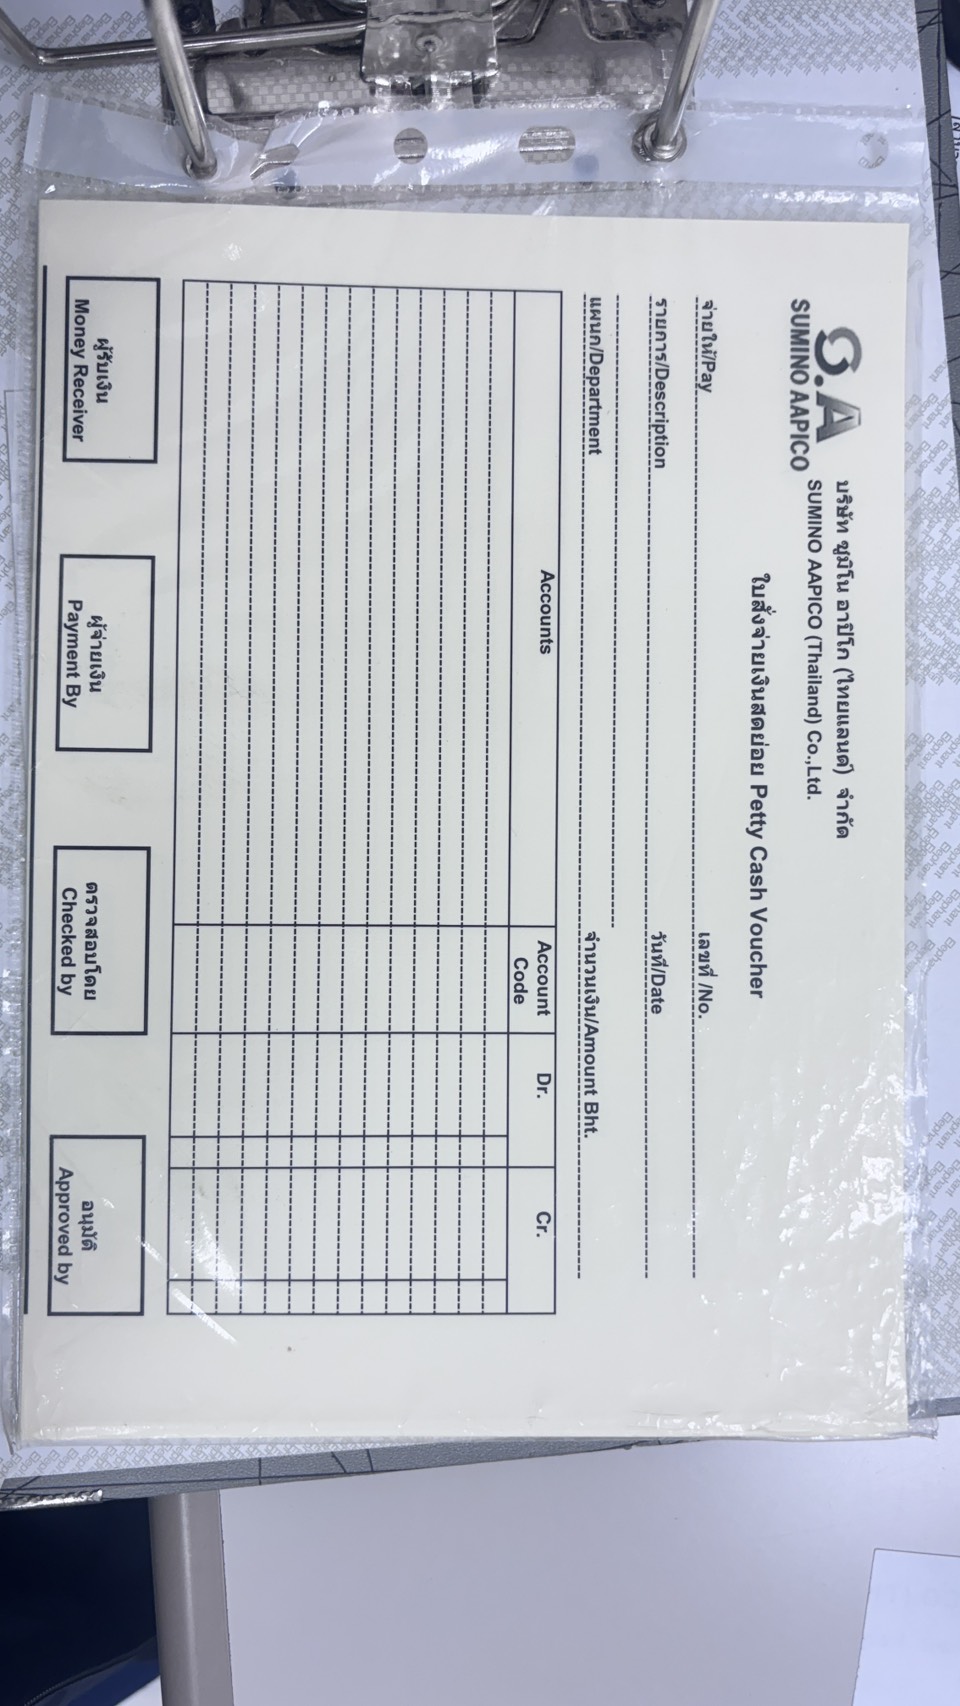 S.A
SUMINO AAPICO
บริษัท ซูมิโน อาปิโก (ไทยแลนด์) จำกัด
SUMINO AAPICO (Thailand) Co.,Ltd.
ใบสั่งจ่ายเงินสดย่อย Petty Cash Voucher
จ่ายให้/Pay เลขที่ /No.
รายการ/Description วันที่/Date
แผนก/Department จำนวนเงิน/Amount Bht.
Accounts Account Code Dr. Cr.
ผู้รับเงิน
Money Receiver
ผู้จ่ายเงิน
Payment By
ตรวจสอบโดย
Checked by
อนุมัติ
Approved by
Elephant